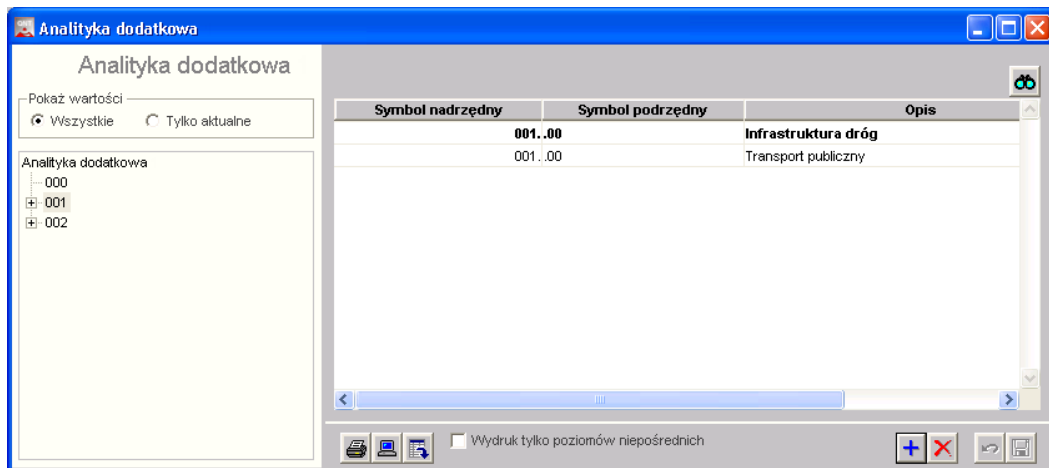 Analityka dodatkowa
Analityka dodatkowa
Pokaż wartości
Wszystkie
Tylko aktualne
Analityka dodatkowa
000
001
002
Symbol nadrzędny Symbol podrzędny Opis
001. .00 Infrastruktura dróg
001. .00 Transport publiczny
Wydruk tylko poziomów niepośrednich